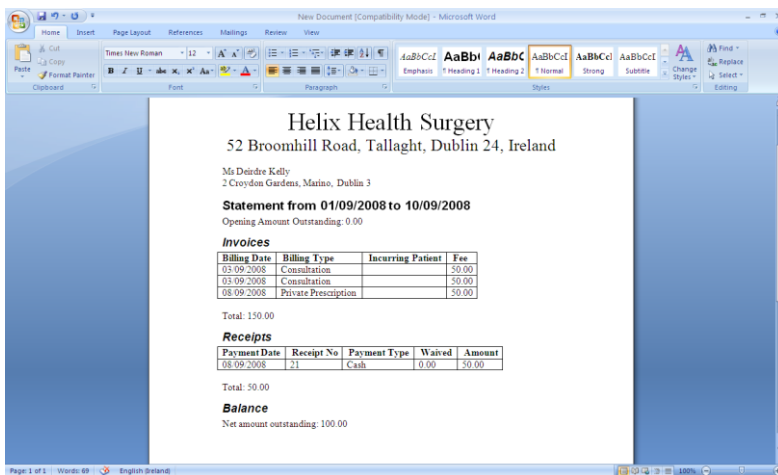 New Document [Compatibility Mode] - Microsoft Word
Home Insert Page Layout References Mailings Review View
Paste
Cut
Copy
Format Painter
Clipboard
Times New Roman 12
B I U abc x, x² Aa
Font
Paragraph
AaBbCcI AaBb( AaBbC AaBbCcI AaBbCcl AaBbCcI
Emphasis ¶ Heading 1 ¶ Heading 2 ¶ Normal Strong Subtitle
Change Styles
Styles
Find
Replace
Select
Editing
Helix Health Surgery
52 Broomhill Road, Tallaght, Dublin 24, Ireland
Ms Deirdre Kelly
2 Croydon Gardens, Marino, Dublin 3
Statement from 01/09/2008 to 10/09/2008
Opening Amount Outstanding: 0.00
Invoices
Billing Date Billing Type Incurring Patient Fee
03/09/2008 Consultation 50.00
03/09/2008 Consultation 50.00
08/09/2008 Private Prescription 50.00
Total: 150.00
Receipts
Payment Date Receipt No Payment Type Waived Amount
08/09/2008 21 Cash 0.00 50.00
Total: 50.00
Balance
Net amount outstanding: 100.00
Page: 1 of 1 Words: 69 English (Ireland) 100%